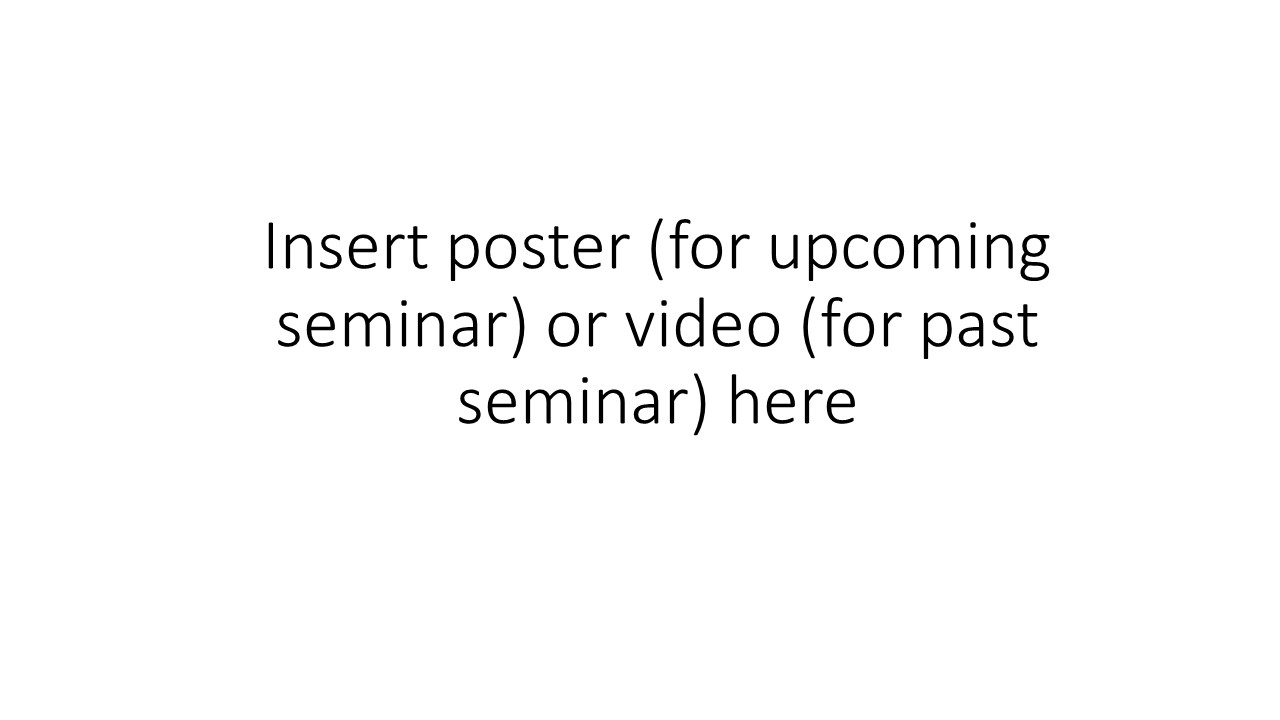 Insert poster (for upcoming
seminar) or video (for past
seminar) here